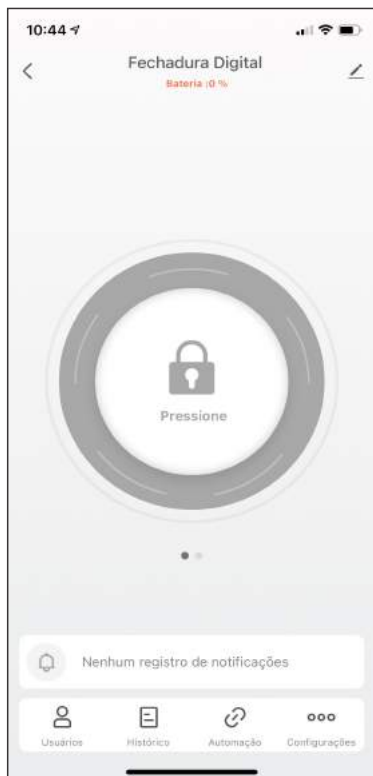 10:44
Fechadura Digital
Bateria :0 %
Pressione
Nenhum registro de notificações
Usuários Histórico Automação Configurações